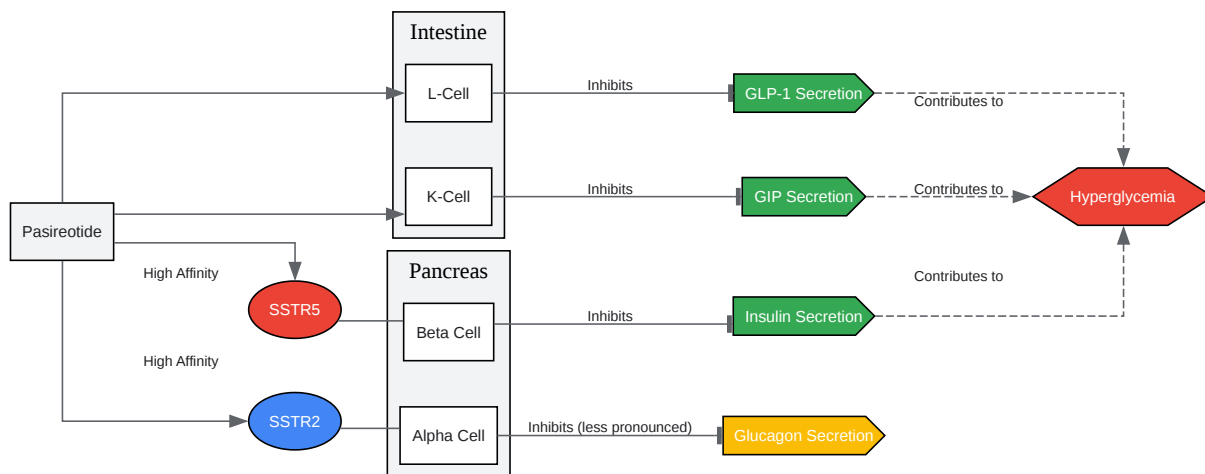 Intestine
L-Cell
Inhibits
GLP-1 Secretion
Contributes to
K-Cell
Inhibits
GIP Secretion
Contributes to
Hyperglycemia
Pasireotide
High Affinity
Pancreas
Contributes to
SSTR5
Beta Cell
Inhibits
Insulin Secretion
High Affinity
SSTR2
Alpha Cell
Inhibits (less pronounced)
Glucagon Secretion